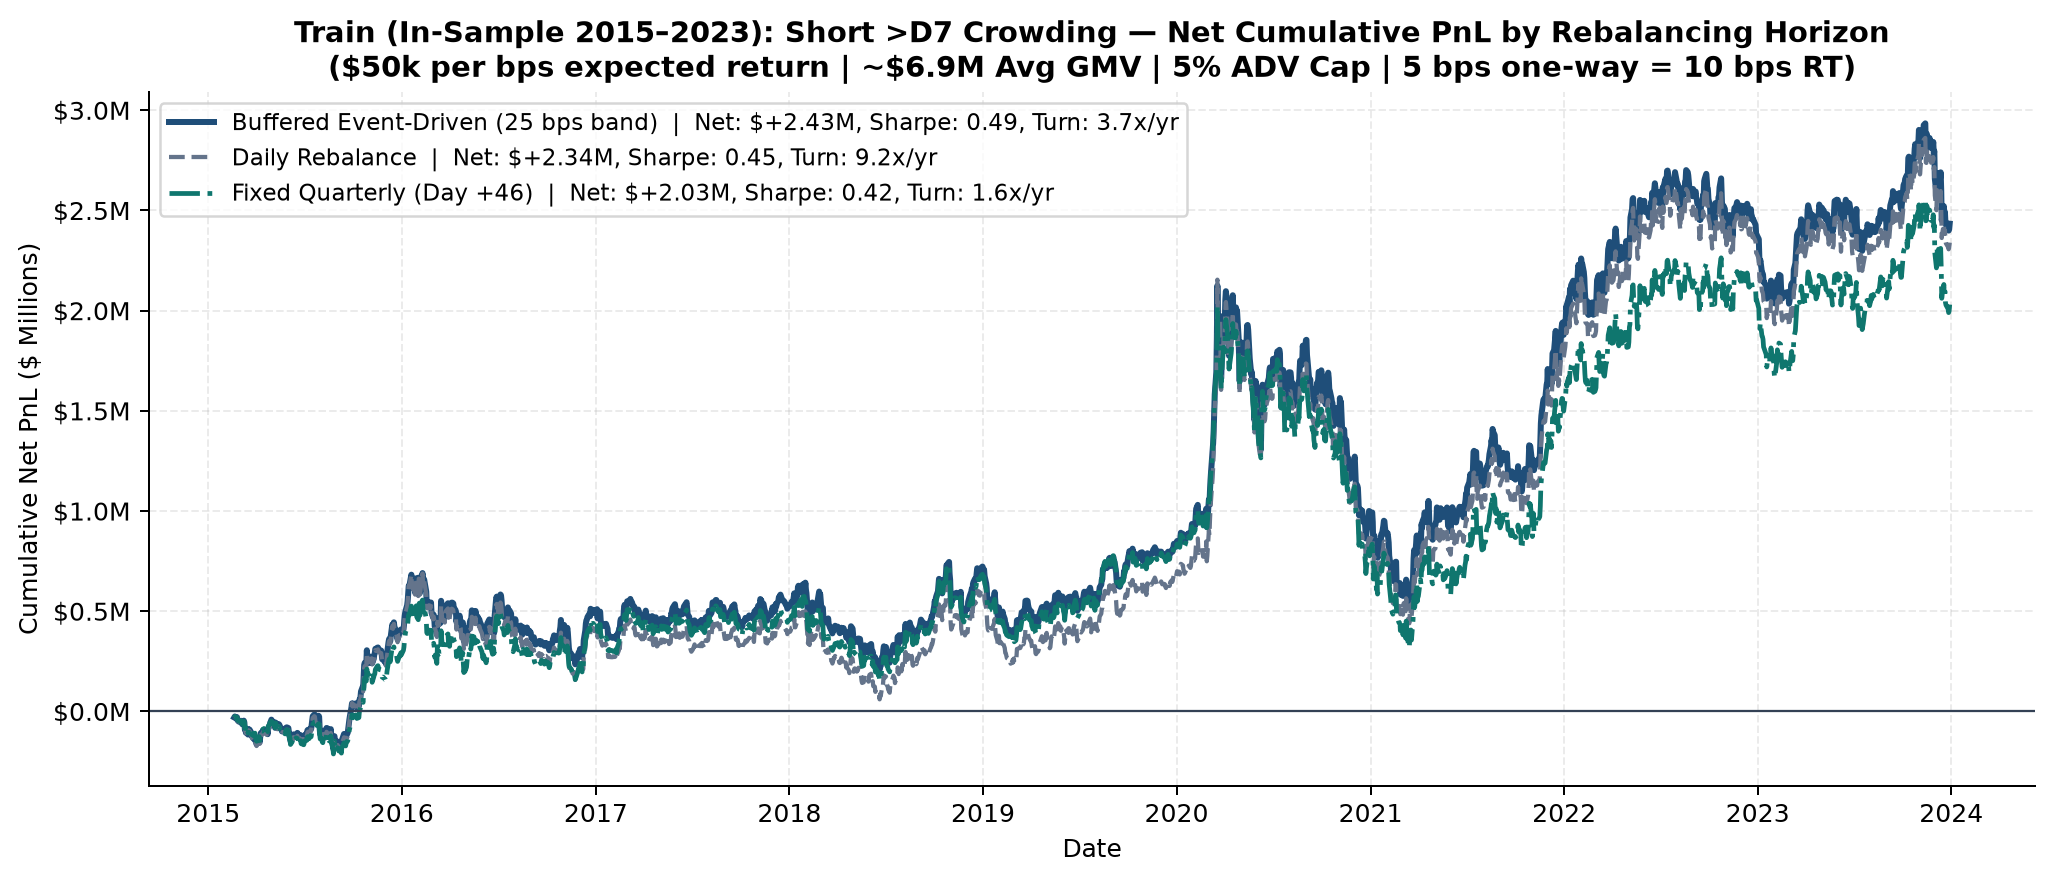 Train (In-Sample 2015–2023): Short >D7 Crowding — Net Cumulative PnL by Rebalancing Horizon
($50k per bps expected return | ~$6.9M Avg GMV | 5% ADV Cap | 5 bps one-way = 10 bps RT)
Buffered Event-Driven (25 bps band) | Net: $+2.43M, Sharpe: 0.49, Turn: 3.7x/yr
Daily Rebalance | Net: $+2.34M, Sharpe: 0.45, Turn: 9.2x/yr
Fixed Quarterly (Day +46) | Net: $+2.03M, Sharpe: 0.42, Turn: 1.6x/yr
Cumulative Net PnL ($ Millions)
$3.0M
$2.5M
$2.0M
$1.5M
$1.0M
$0.5M
$0.0M
2015 2016 2017 2018 2019 2020 2021 2022 2023 2024
Date